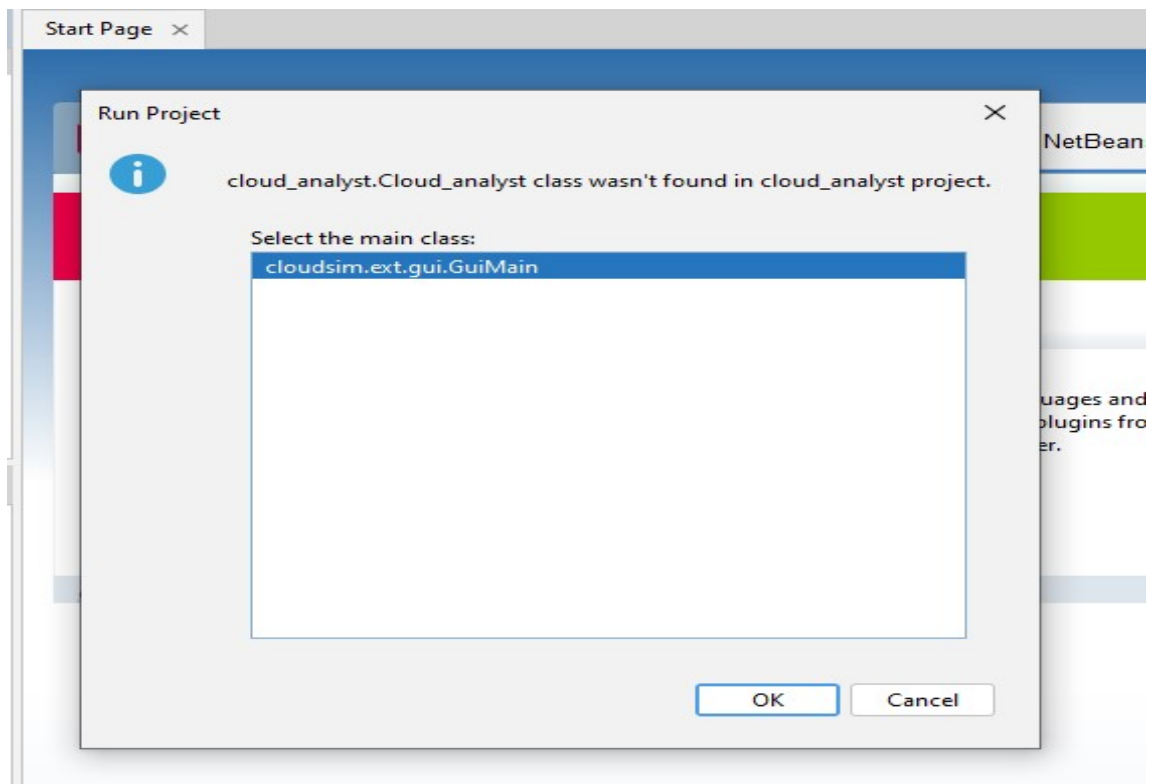 Start Page
Run Project
NetBean
cloud_analyst.Cloud_analyst class wasn't found in cloud_analyst project.
Select the main class:
cloudsim.ext.gui.GuiMain
uages and
plugins fro
er.
OK
Cancel